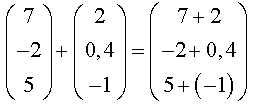 ( 7 ) + ( 2 ) = ( 7 + 2 )
( −2 ) + ( 0,4 ) = ( −2 + 0,4 )
( 5 ) + ( −1 ) = ( 5 + (−1) )